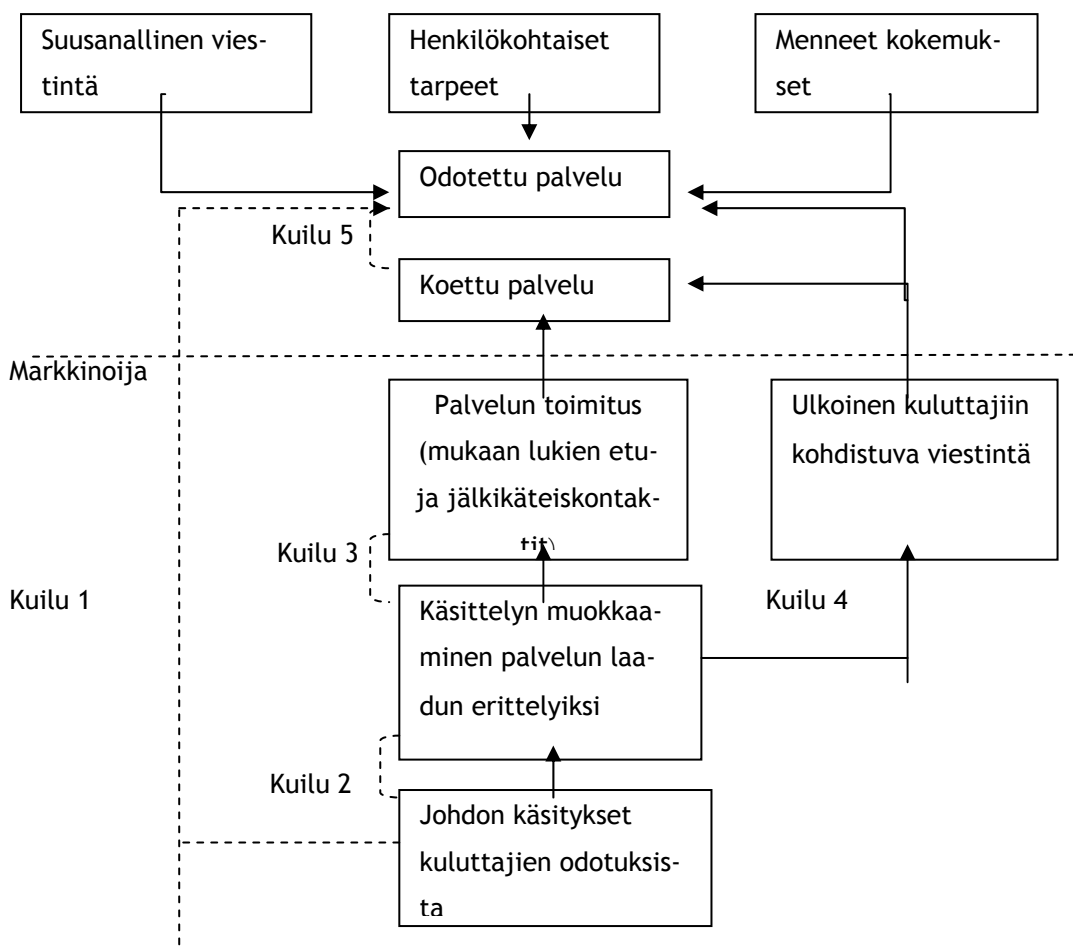 Suusanallinen vies-
tintä
Henkilökohtaiset
tarpeet
Menneet kokemuk-
set
Odotettu palvelu
Kuilu 5
Koettu palvelu
Markkinoija
Palvelun toimitus
(mukaan lukien etu-
ja jälkikäteiskontak-
tit)
Ulkoinen kuluttajiin
kohdistuva viestintä
Kuilu 3
Kuilu 1
Käsittelyn muokkaa-
minen palvelun laa-
dun erittelyiksi
Kuilu 4
Kuilu 2
Johdon käsitykset
kuluttajien odotuksis-
ta